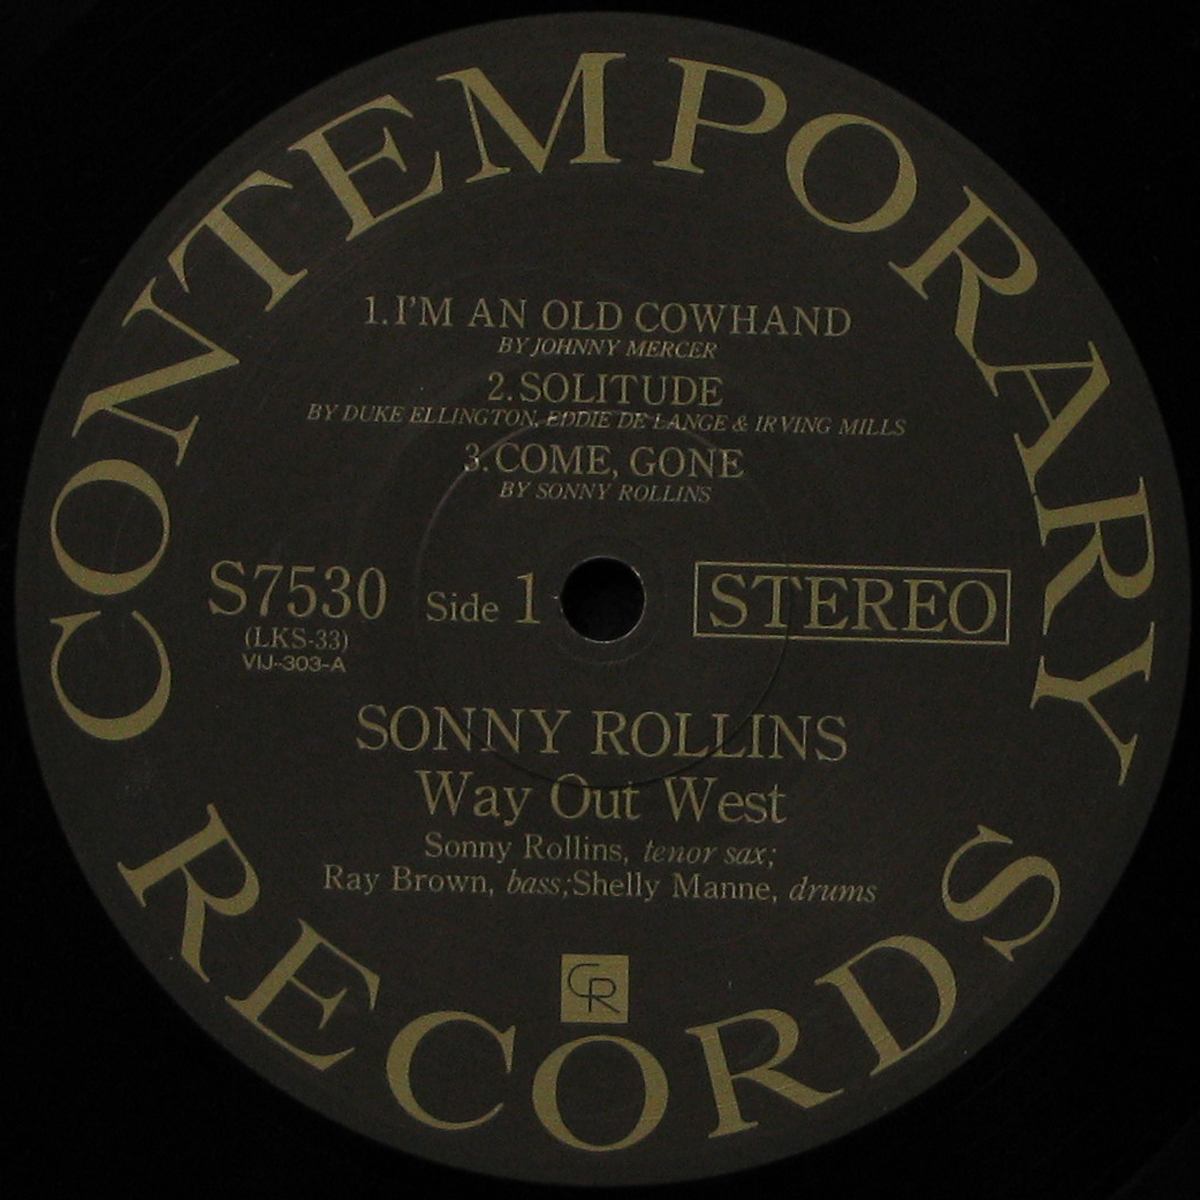 CONTEMPORARY
1.I'M AN OLD COWHAND
BY JOHNNY MERCER
2.SOLITUDE
BY DUKE ELLINGTON, EDDIE DE LANGE & IRVING MILLS
3.COME, GONE
BY SONNY ROLLINS
S7530 Side 1 STEREO
(LKS-33)
VIJ-303-A
SONNY ROLLINS
Way Out West
Sonny Rollins, tenor sax;
Ray Brown, bass;Shelly Manne, drums
CR
RECORDS